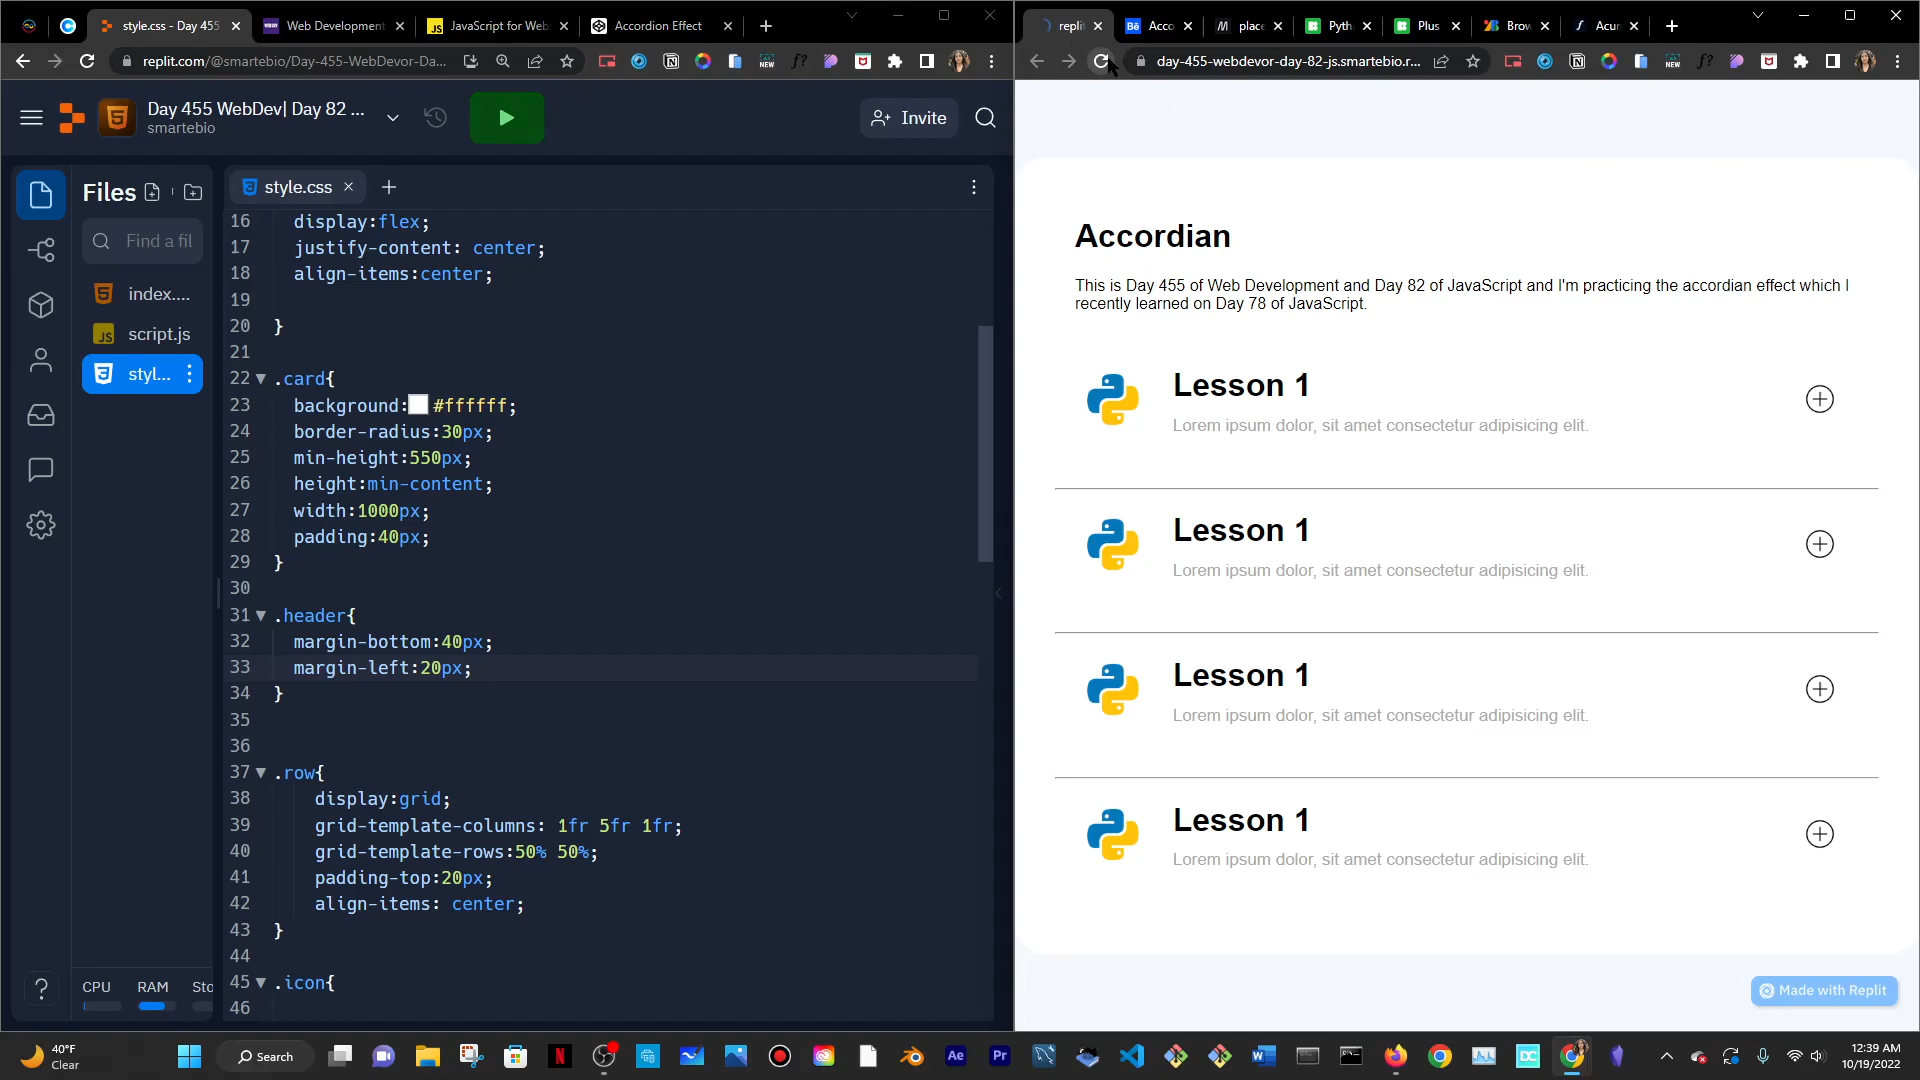 style.css - Day 455
Web Development
JavaScript for Web
Accordion Effect
replit.com/@smartebio/Day-455-WebDevor-Da...
replit
Acco
place
Pyth
Plus
Brow
Acum
day-455-webdevor-day-82-js.smartebio.r...
Day 455 WebDev| Day 82 ...
smartebio
Invite
Files
Find a fil
index....
script.js
styl...
style.css
16 display:flex;
17 justify-content: center;
18 align-items:center;
19
20 }
21
22 .card{
23 background: #ffffff;
24 border-radius:30px;
25 min-height:550px;
26 height:min-content;
27 width:1000px;
28 padding:40px;
29 }
30
31 .header{
32 margin-bottom:40px;
33 margin-left:20px;
34 }
35
36
37 .row{
38 display:grid;
39 grid-template-columns: 1fr 5fr 1fr;
40 grid-template-rows:50% 50%;
41 padding-top:20px;
42 align-items: center;
43 }
44
45 .icon{
46
CPU RAM Sto
Accordian
This is Day 455 of Web Development and Day 82 of JavaScript and I'm practicing the accordian effect which I
recently learned on Day 78 of JavaScript.
Lesson 1
Lorem ipsum dolor, sit amet consectetur adipisicing elit.
Lesson 1
Lorem ipsum dolor, sit amet consectetur adipisicing elit.
Lesson 1
Lorem ipsum dolor, sit amet consectetur adipisicing elit.
Lesson 1
Lorem ipsum dolor, sit amet consectetur adipisicing elit.
Made with Replit
40°F
Clear
Search
12:39 AM
10/19/2022